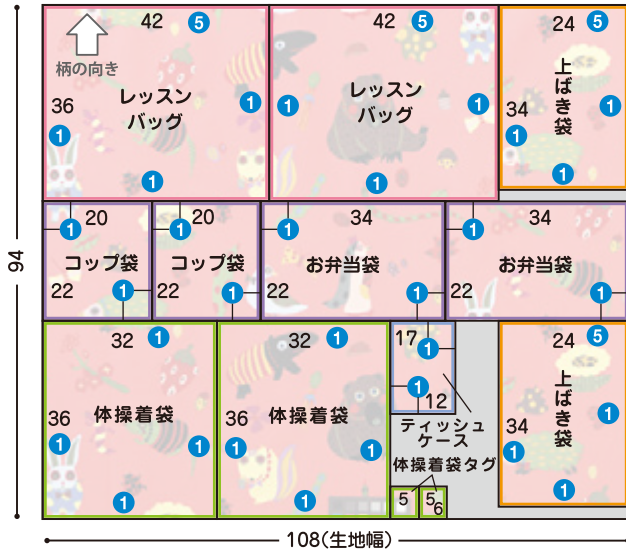 42 5 42 5 24 5
柄の向き
レッスン
バッグ
レッスン
バッグ
上ばき袋
36 1 1 1
1 34 1 1
1 1 1
20 20 34 34
1 1 1 1
コップ袋 コップ袋 お弁当袋 お弁当袋
22 1 22 1 22 1 22 1
94
32 1 32 1 17 1 24 5
1 12
36 体操着袋 36 体操着袋
1 1 1 1
ティッシュ
ケース
上ばき袋
34 1 1
体操着袋タグ
1 1 5 5 6 1
108(生地幅)